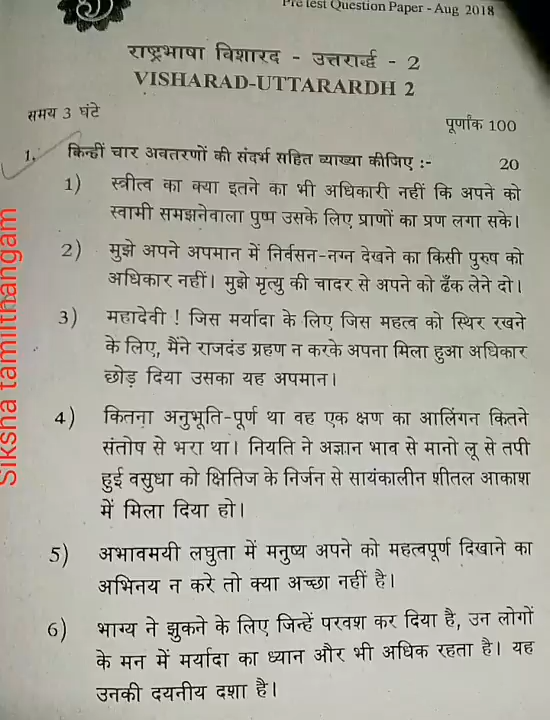 Pretest Question Paper - Aug 2018
राष्ट्रभाषा विशारद - उत्तरार्द्ध - 2
VISHARAD-UTTARARDH 2
समय 3 घंटे
पूर्णांक 100
1. किन्हीं चार अवतरणों की संदर्भ सहित व्याख्या कीजिए :- 20
1) स्त्रीत्व का क्या इतने का भी अधिकारी नहीं कि अपने को
स्वामी समझनेवाला पुष्प उसके लिए प्राणों का प्रण लगा सके।
2) मुझे अपने अपमान में निर्वसन-नग्न देखने का किसी पुरुष को
अधिकार नहीं। मुझे मृत्यु की चादर से अपने को ढँक लेने दो।
3) महादेवी ! जिस मर्यादा के लिए जिस महत्व को स्थिर रखने
के लिए, मैंने राजदंड ग्रहण न करके अपना मिला हुआ अधिकार
छोड़ दिया उसका यह अपमान।
4) कितना अनुभूति-पूर्ण था वह एक क्षण का आलिंगन कितने
संतोष से भरा था। नियति ने अज्ञान भाव से मानो लू से तपी
हुई वसुधा को क्षितिज के निर्जन से सायंकालीन शीतल आकाश
में मिला दिया हो।
5) अभावमयी लघुता में मनुष्य अपने को महत्वपूर्ण दिखाने का
अभिनय न करे तो क्या अच्छा नहीं है।
6) भाग्य ने झुकने के लिए जिन्हें परवश कर दिया है, उन लोगों
के मन में मर्यादा का ध्यान और भी अधिक रहता है। यह
उनकी दयनीय दशा है।
Siksha tamilthangam